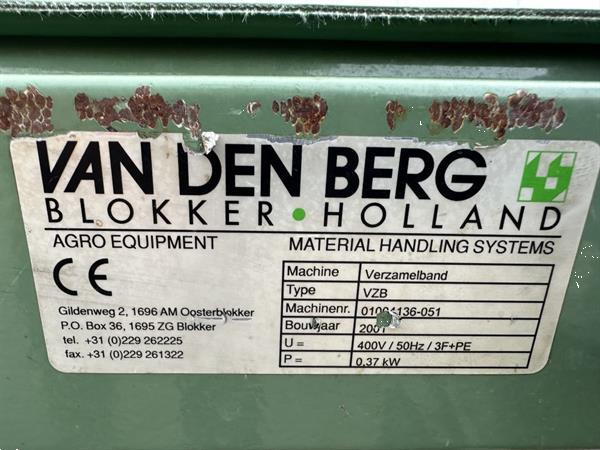 VAN DEN BERG
BLOKKER • HOLLAND
AGRO EQUIPMENT
MATERIAL HANDLING SYSTEMS
CE
Gildenweg 2, 1696 AM Oosterblokker
P.O. Box 36, 1695 ZG Blokker
tel. +31 (0)229 262225
fax. +31 (0)229 261322
Machine Verzamelband
Type VZB
Machinenr.
Bouwjaar 2001
U = 400V / 50Hz / 3F+PE
P = 0,37 kW